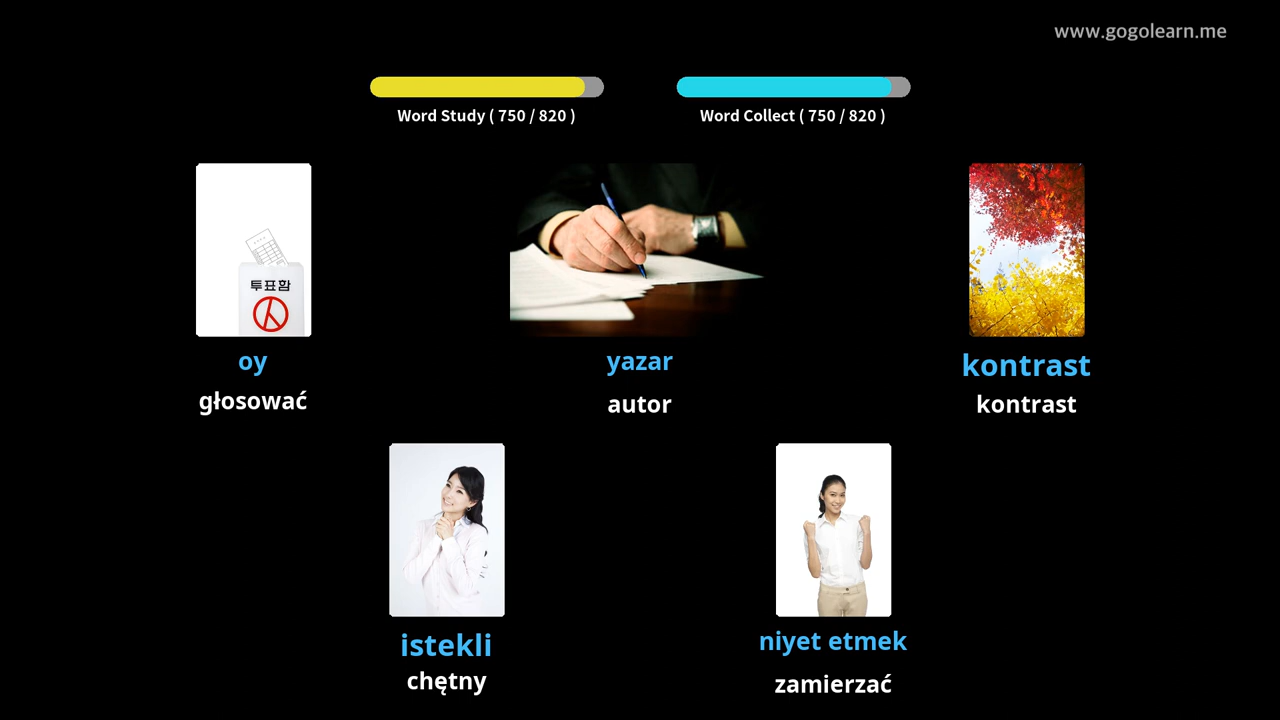 www.gogolearn.me
Word Study ( 750 / 820 )
Word Collect ( 750 / 820 )
투표함
oy
głosować
yazar
autor
kontrast
kontrast
istekli
chętny
niyet etmek
zamierzać